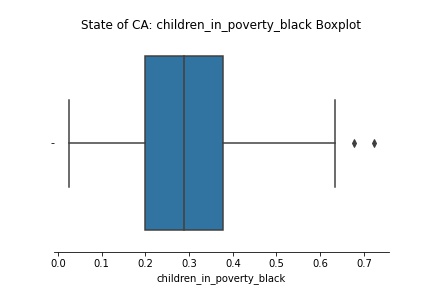 State of CA: children_in_poverty_black Boxplot
-
0.0 0.1 0.2 0.3 0.4 0.5 0.6 0.7
children_in_poverty_black